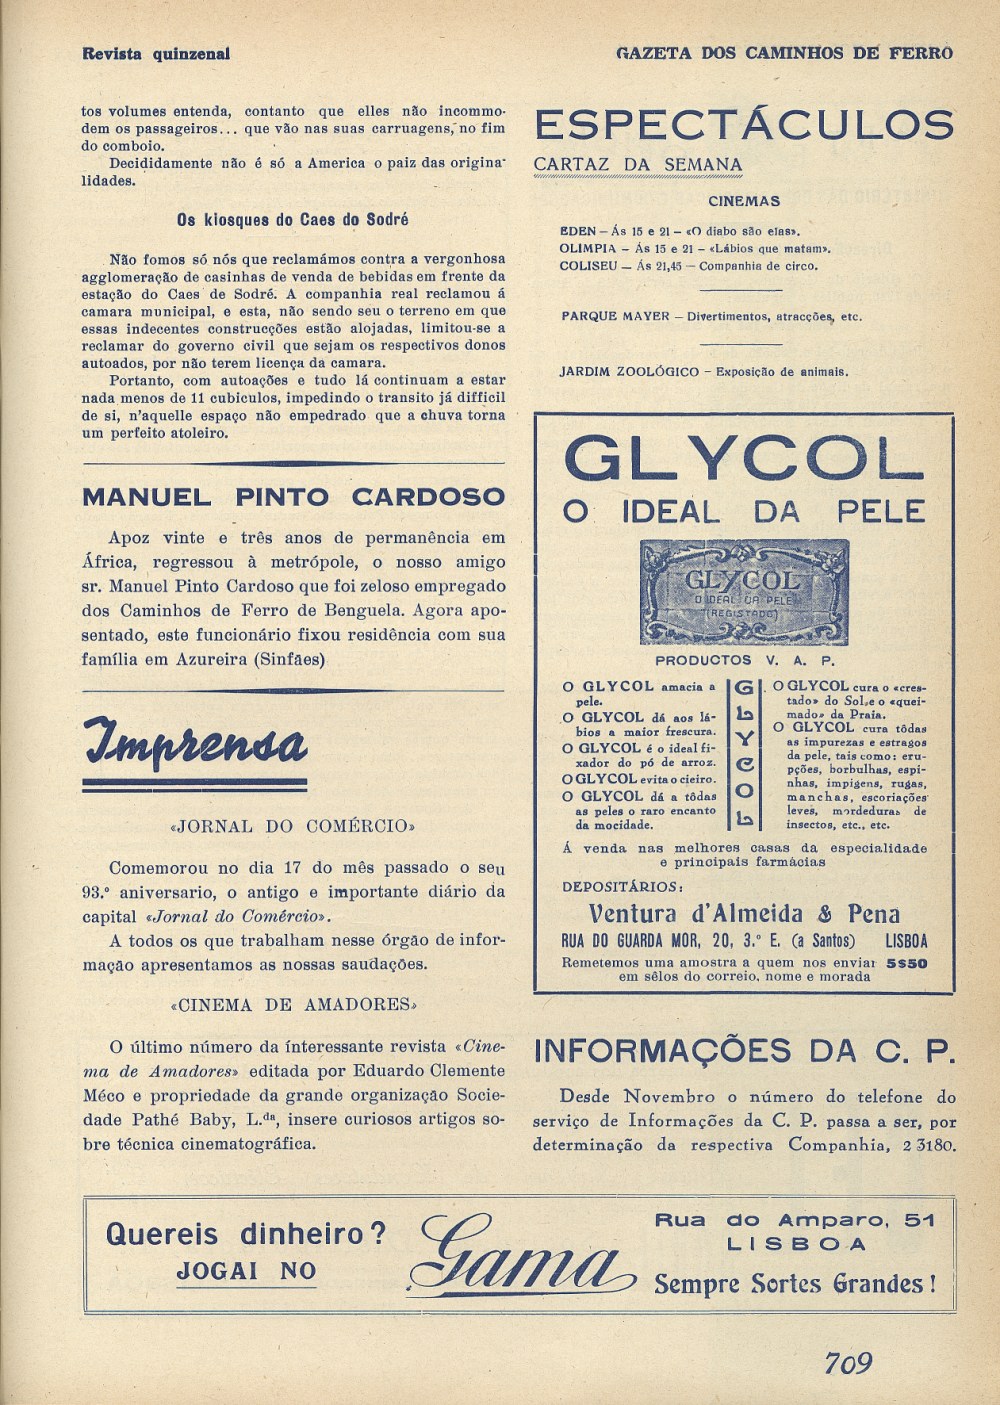 Revista quinzenal
GAZETA DOS CAMINHOS DE FERRO
tos volumes entenda, contanto que elles não incommo-
dem os passageiros... que vão nas suas carruagens, no fim
do comboio.
Decididamente não é só a America o paiz das origina-
lidades.
Os kiosques do Caes do Sodré
Não fomos só nós que reclamámos contra a vergonhosa
agglomeração de casinhas de venda de bebidas em frente da
estação do Caes de Sodré. A companhia real reclamou á
camara municipal, e esta, não sendo seu o terreno em que
essas indecentes construcções estão alojadas, limitou-se a
reclamar do governo civil que sejam os respectivos donos
autoados, por não terem licença da camara.
Portanto, com autoações e tudo lá continuam a estar
nada menos de 11 cubiculos, impedindo o transito já difficil
de si, n'aquelle espaço não empedrado que a chuva torna
um perfeito atoleiro.
MANUEL PINTO CARDOSO
Apoz vinte e três anos de permanência em
África, regressou à metrópole, o nosso amigo
sr. Manuel Pinto Cardoso que foi zeloso empregado
dos Caminhos de Ferro de Benguela. Agora apo-
sentado, este funcionário fixou residência com sua
família em Azureira (Sinfães)
Imprensa
«JORNAL DO COMÉRCIO»
Comemorou no dia 17 do mês passado o seu
93.º aniversario, o antigo e importante diário da
capital «Jornal do Comércio».
A todos os que trabalham nesse órgão de infor-
mação apresentamos as nossas saudações.
«CINEMA DE AMADORES»
O último número da interessante revista «Cine-
ma de Amadores» editada por Eduardo Clemente
Méco e propriedade da grande organização Socie-
dade Pathé Baby, L.da, insere curiosos artigos so-
bre técnica cinematográfica.
ESPECTÁCULOS
CARTAZ DA SEMANA
CINEMAS
EDEN — Ás 15 e 21 — «O diabo são elas».
OLIMPIA — Ás 15 e 21 — «Lábios que matam».
COLISEU — Ás 21,45 — Companhia de circo.
PARQUE MAYER — Divertimentos, atracções, etc.
JARDIM ZOOLÓGICO — Exposição de animais.
GLYCOL
O IDEAL DA PELE
GLYCOL
O IDEAL DA PELE
(REGISTADO)
PRODUCTOS V. A. P.
O GLYCOL amacia a
pele.
O GLYCOL dá aos lá-
bios a maior frescura.
O GLYCOL é o ideal fi-
xador do pó de arroz.
O GLYCOL evita o cieiro.
O GLYCOL dá a tôdas
as peles o raro encanto
da mocidade.
GLYCOL
O GLYCOL cura o «cres-
tado» do Sol e o «quei-
mado» da Praia.
O GLYCOL cura tôdas
as impurezas e estragos
da pele, tais como: eru-
pções, borbulhas, espi-
nhas, impigens, rugas,
manchas, escoriações
leves, mordeduras de
insectos, etc., etc.
Á venda nas melhores casas da especialidade
e principais farmácias
DEPOSITÁRIOS:
Ventura d'Almeida & Pena
RUA DO GUARDA MOR, 20, 3.º E. (a Santos) LISBOA
Remetemos uma amostra a quem nos enviar 5$50
em sêlos do correio, nome e morada
INFORMAÇÕES DA C. P.
Desde Novembro o número do telefone do
serviço de Informações da C. P. passa a ser, por
determinação da respectiva Companhia, 2 3180.
Quereis dinheiro?
JOGAI NO
Gama
Rua do Amparo, 51
LISBOA
Sempre Sortes Grandes!
709